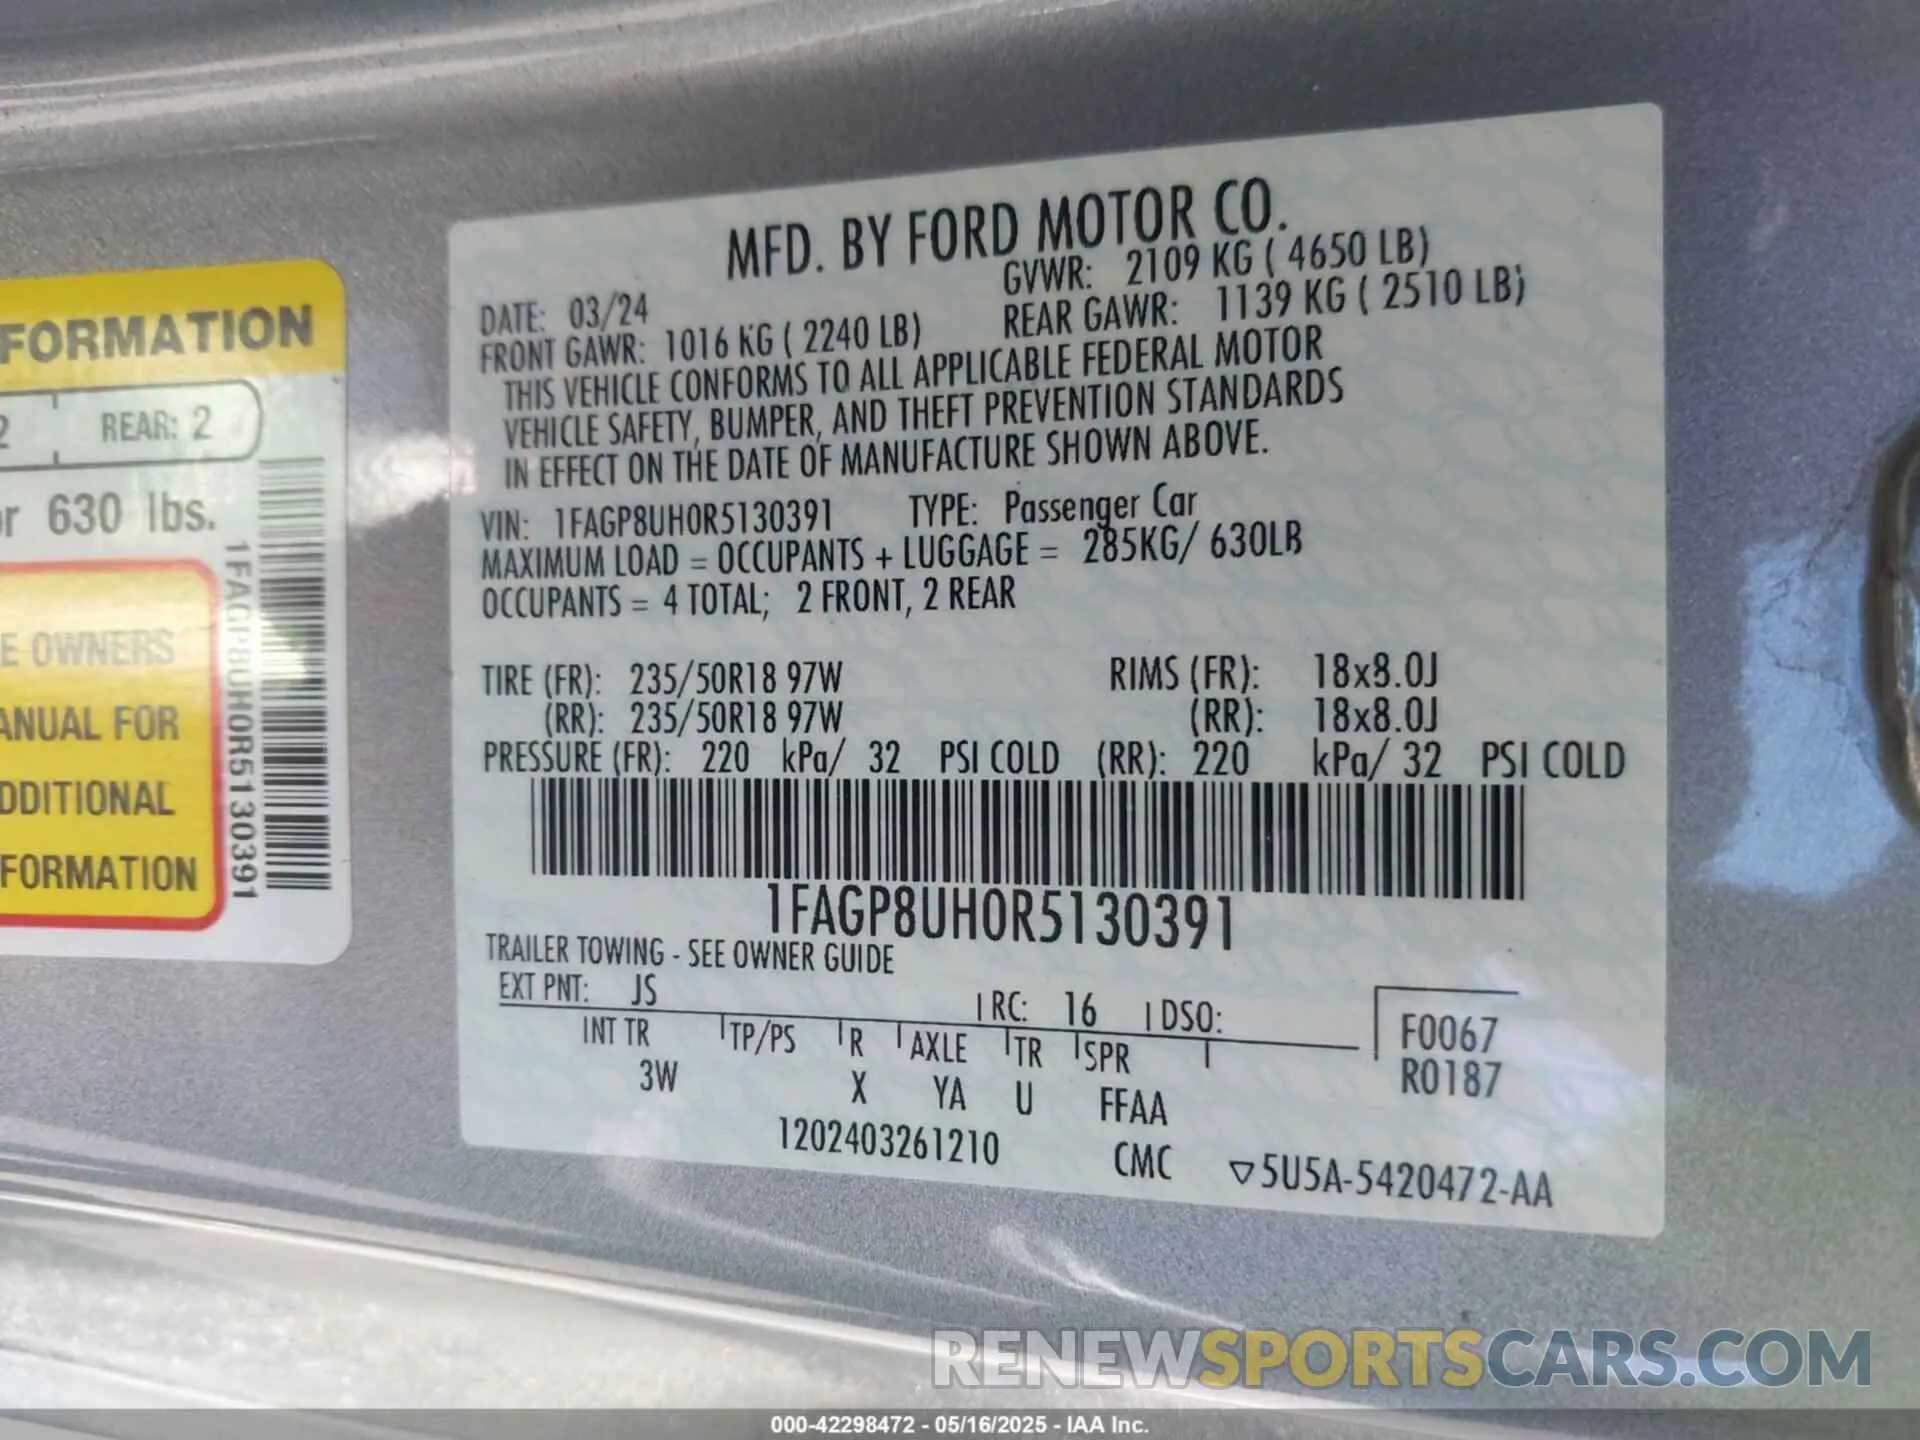 FORMATION
2 REAR: 2
r 630 lbs.
E OWNERS
ANUAL FOR
DDITIONAL
FORMATION
1FAGP8UH0R5130391
MFD. BY FORD MOTOR CO.
DATE: 03/24 GVWR: 2109 KG ( 4650 LB)
FRONT GAWR: 1016 KG ( 2240 LB) REAR GAWR: 1139 KG ( 2510 LB)
THIS VEHICLE CONFORMS TO ALL APPLICABLE FEDERAL MOTOR
VEHICLE SAFETY, BUMPER, AND THEFT PREVENTION STANDARDS
IN EFFECT ON THE DATE OF MANUFACTURE SHOWN ABOVE.
VIN: 1FAGP8UH0R5130391 TYPE: Passenger Car
MAXIMUM LOAD = OCCUPANTS + LUGGAGE = 285KG/ 630LB
OCCUPANTS = 4 TOTAL; 2 FRONT, 2 REAR
TIRE (FR): 235/50R18 97W RIMS (FR): 18x8.0J
(RR): 235/50R18 97W (RR): 18x8.0J
PRESSURE (FR): 220 kPa/ 32 PSI COLD (RR): 220 kPa/ 32 PSI COLD
1FAGP8UH0R5130391
TRAILER TOWING - SEE OWNER GUIDE
EXT PNT: JS RC: 16 DSO:
INT TR TP/PS R AXLE TR SPR
3W X YA U FFAA
F0067
R0187
1202403261210 CMC ▽5U5A-5420472-AA
RENEWSPORTSCARS.COM
000-42298472 - 05/16/2025 - IAA Inc.